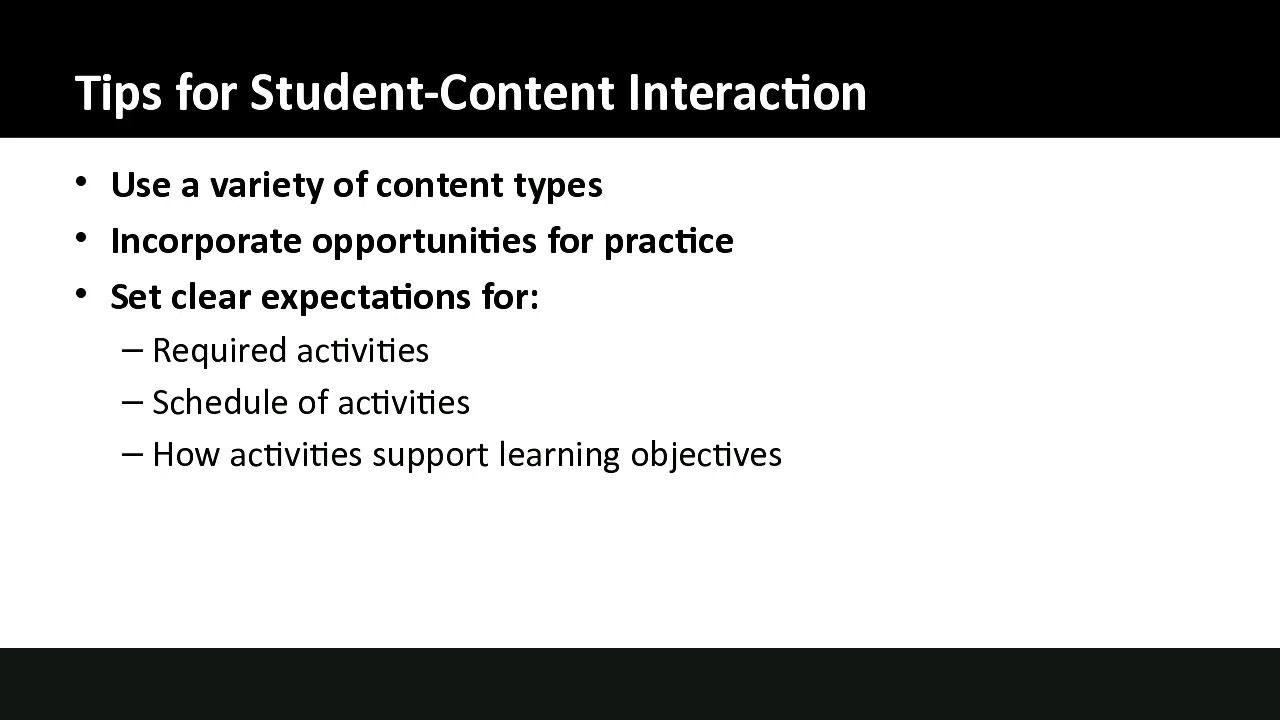 Tips for Student-Content Interaction
• Use a variety of content types
• Incorporate opportunities for practice
• Set clear expectations for:
– Required activities
– Schedule of activities
– How activities support learning objectives